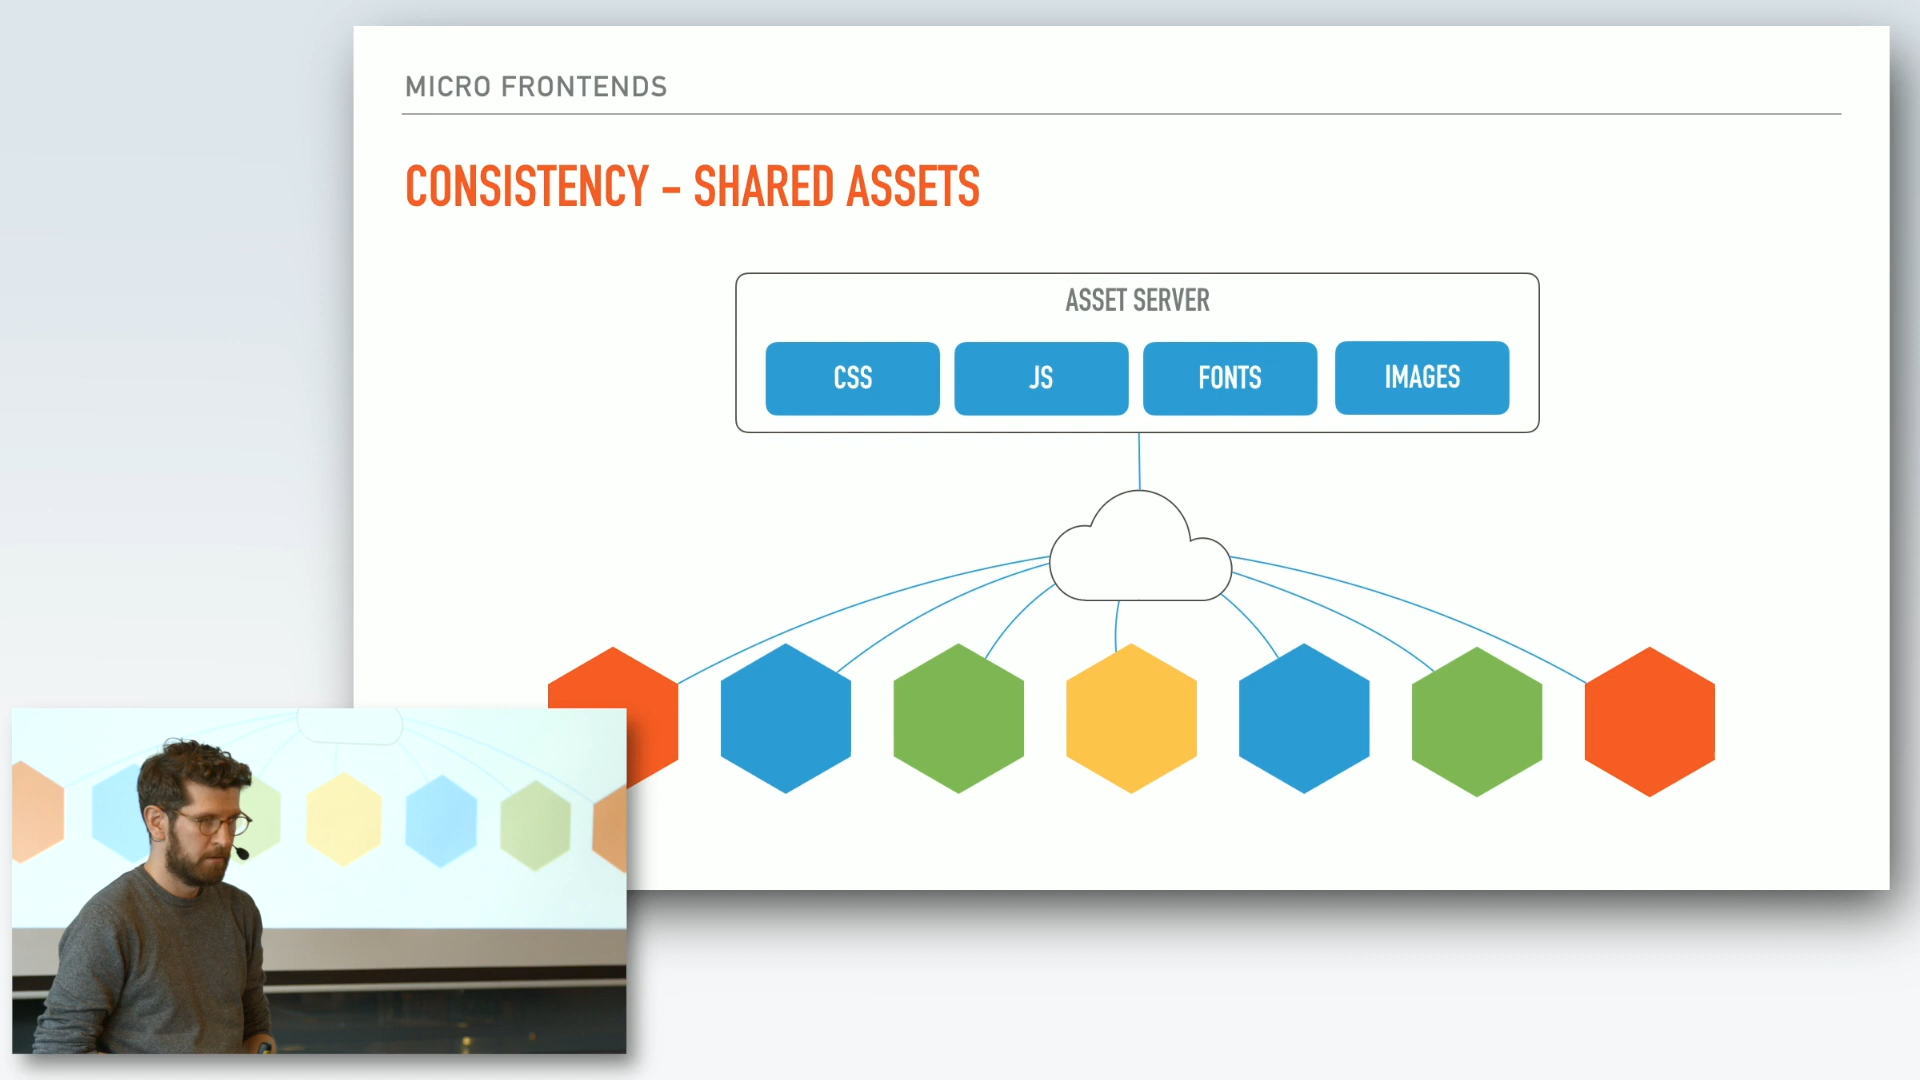 MICRO FRONTENDS
CONSISTENCY – SHARED ASSETS
ASSET SERVER
CSS
JS
FONTS
IMAGES